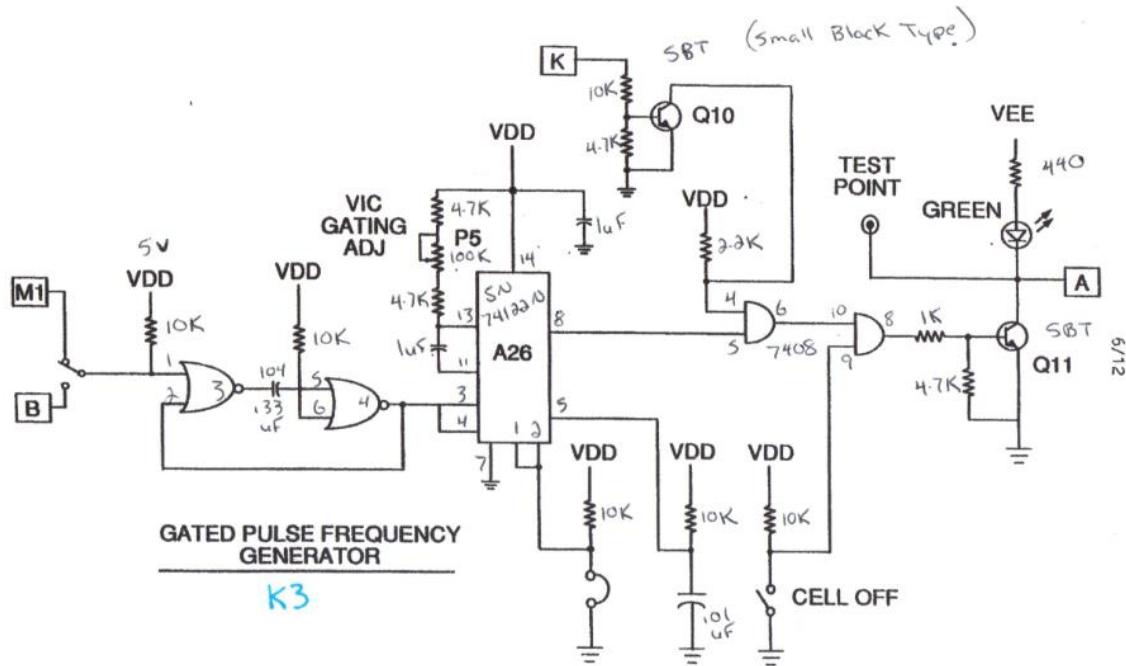 SBT (Small Block Type.)
K
10K
Q10
4.7K
VDD
VEE
440
TEST
POINT
GREEN
VIC
GATING
ADJ
4.7K
P5
100K
1uF
VDD
2.2K
A
5V
VDD
M1
10K
VDD
10K
4.7K
14
13
SN
74122N
A26
8
1uF
11
4
6
5
7408
10
8
9
1K
SBT
Q11
4.7K
6/12
1
2
3
104
.33
uF
5
6
4
B
3
4
5
1 2
7
VDD
10K
VDD
10K
VDD
10K
CELL OFF
.01
uF
GATED PULSE FREQUENCY
GENERATOR
K3